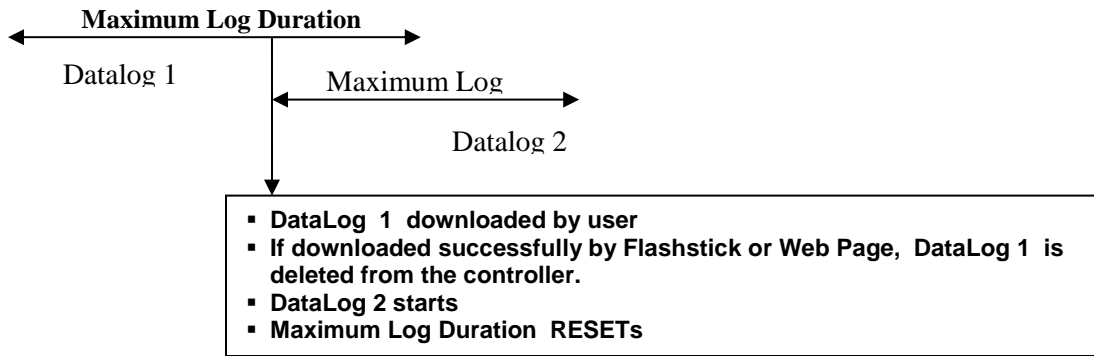 Maximum Log Duration
Datalog 1
Maximum Log
Datalog 2
▪ DataLog 1 downloaded by user
▪ If downloaded successfully by Flashstick or Web Page, DataLog 1 is
deleted from the controller.
▪ DataLog 2 starts
▪ Maximum Log Duration RESETs